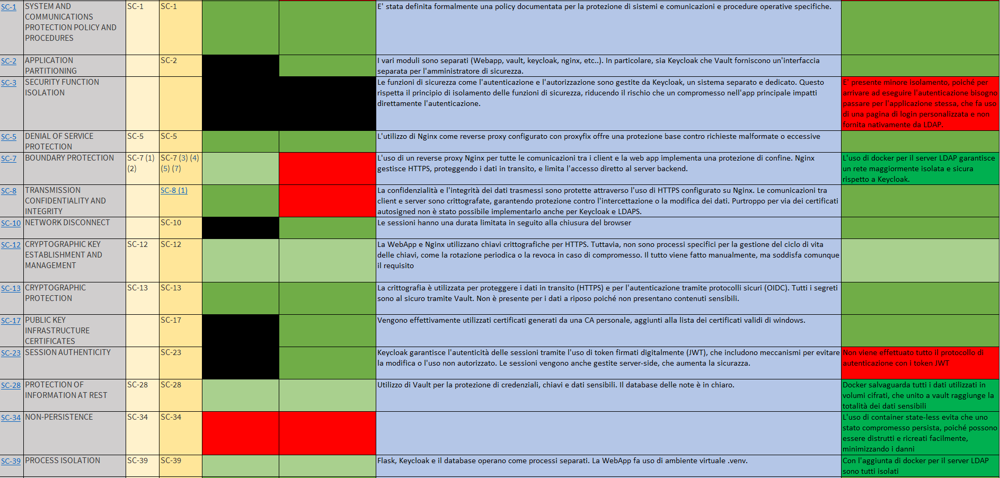 SC-1
SYSTEM AND
COMMUNICATIONS
PROTECTION POLICY AND
PROCEDURES
SC-1
SC-1
E' stata definita formalmente una policy documentata per la protezione di sistemi e comunicazioni e procedure operative specifiche.
SC-2
APPLICATION
PARTITIONING
SC-2
I vari moduli sono separati (Webapp, vault, keycloak, nginx, etc..). In particolare, sia Keycloak che Vault forniscono un'interfaccia
separata per l'amministratore di sicurezza.
SC-3
SECURITY FUNCTION
ISOLATION
Le funzioni di sicurezza come l'autenticazione e l'autorizzazione sono gestite da Keycloak, un sistema separato e dedicato. Questo
rispetta il principio di isolamento delle funzioni di sicurezza, riducendo il rischio che un compromesso nell'app principale impatti
direttamente l'autenticazione.
E' presente minore isolamento, poiché per
arrivare ad eseguire l'autenticazione bisogno
passare per l'applicazione stessa, che fa uso
di una pagina di login personalizzata e non
fornita nativamente da LDAP.
SC-5
DENIAL OF SERVICE
PROTECTION
SC-5
SC-5
L'utilizzo di Nginx come reverse proxy configurato con proxyfix offre una protezione base contro richieste malformate o eccessive
SC-7
BOUNDARY PROTECTION
SC-7 (1)
(2)
SC-7 (3) (4)
(5) (7)
L'uso di un reverse proxy Nginx per tutte le comunicazioni tra i client e la web app implementa una protezione di confine. Nginx
gestisce HTTPS, proteggendo i dati in transito, e limita l'accesso diretto al server backend.
L'uso di docker per il server LDAP garantisce
un rete maggiormente isolata e sicura
rispetto a Keycloak.
SC-8
TRANSMISSION
CONFIDENTIALITY AND
INTEGRITY
SC-8 (1)
La confidenzialità e l'integrità dei dati trasmessi sono protette attraverso l'uso di HTTPS configurato su Nginx. Le comunicazioni tra
client e server sono crittografate, garantendo protezione contro l'intercettazione o la modifica dei dati. Purtroppo per via dei certificati
autosigned non è stato possibile implementarlo anche per Keycloak e LDAPS.
SC-10
NETWORK DISCONNECT
SC-10
Le sessioni hanno una durata limitata in seguito alla chiusura del browser
SC-12
CRYPTOGRAPHIC KEY
ESTABLISHMENT AND
MANAGEMENT
SC-12
SC-12
La WebApp e Nginx utilizzano chiavi crittografiche per HTTPS. Tuttavia, non sono processi specifici per la gestione del ciclo di vita
delle chiavi, come la rotazione periodica o la revoca in caso di compromesso. Il tutto viene fatto manualmente, ma soddisfa comunque
il requisito
SC-13
CRYPTOGRAPHIC
PROTECTION
SC-13
SC-13
La crittografia è utilizzata per proteggere i dati in transito (HTTPS) e per l'autenticazione tramite protocolli sicuri (OIDC). Tutti i segreti
sono al sicuro tramite Vault. Non è presente per i dati a riposo poiché non presentano contenuti sensibili.
SC-17
PUBLIC KEY
INFRASTRUCTURE
CERTIFICATES
SC-17
Vengono effettivamente utilizzati certificati generati da una CA personale, aggiunti alla lista dei certificati validi di windows.
SC-23
SESSION AUTHENTICITY
SC-23
Keycloak garantisce l'autenticità delle sessioni tramite l'uso di token firmati digitalmente (JWT), che includono meccanismi per evitare
la modifica o l'uso non autorizzato. Le sessioni vengono anche gestite server-side, che aumenta la sicurazza.
Non viene effettuato tutto il protocollo di
autenticazione con i token JWT
SC-28
PROTECTION OF
INFORMATION AT REST
SC-28
SC-28
Utilizzo di Vault per la protezione di credenziali, chiavi e dati sensibili. Il database delle note è in chiaro.
Docker salvaguarda tutti i dati utilizzati in
volumi cifrati, che unito a vault raggiunge la
totalità dei dati sensibili
SC-34
NON-PERSISTENCE
SC-34
SC-34
L'uso di container state-less evita che uno
stato compromesso persista, poiché possono
essere distrutti e ricreati facilmente,
minimizzando i danni
SC-39
PROCESS ISOLATION
SC-39
SC-39
Flask, Keycloak e il database operano come processi separati. La WebApp fa uso di ambiente virtuale .venv.
Con l'aggiunta di docker per il server LDAP
sono tutti isolati